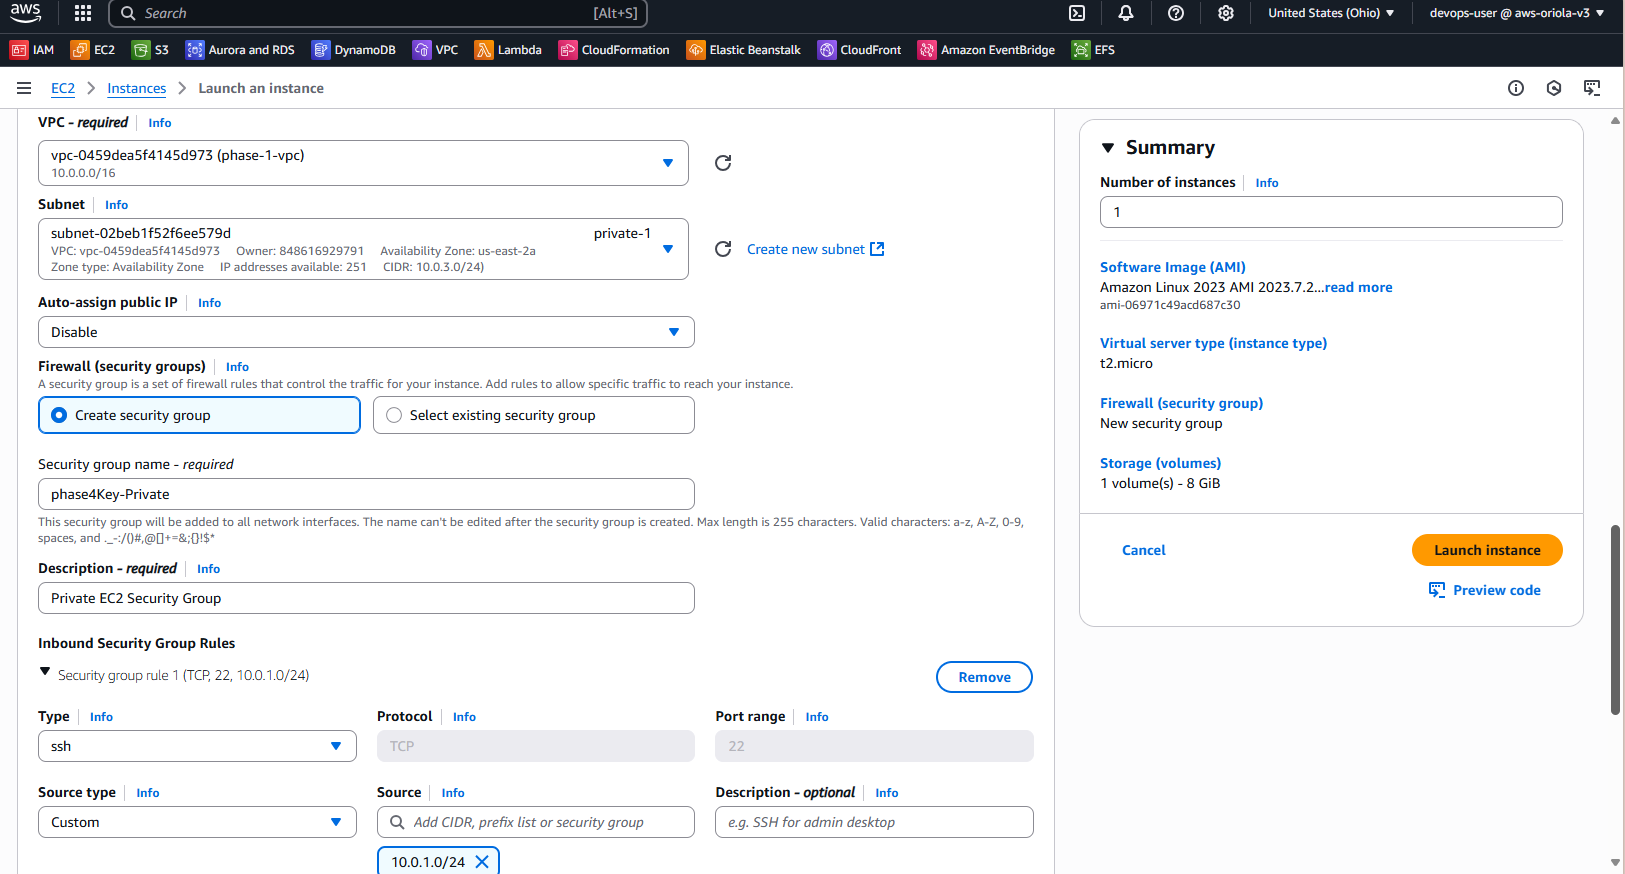 aws
Search [Alt+S]
United States (Ohio) devops-user @ aws-oriola-v3
IAM EC2 S3 Aurora and RDS DynamoDB VPC Lambda CloudFormation Elastic Beanstalk CloudFront Amazon EventBridge EFS
EC2 Instances Launch an instance
VPC - required Info
vpc-0459dea5f4145d973 (phase-1-vpc)
10.0.0.0/16
Subnet Info
subnet-02beb1f52f6ee579d private-1
VPC: vpc-0459dea5f4145d973 Owner: 848616929791 Availability Zone: us-east-2a
Zone type: Availability Zone IP addresses available: 251 CIDR: 10.0.3.0/24)
Create new subnet
Auto-assign public IP Info
Disable
Firewall (security groups) Info
A security group is a set of firewall rules that control the traffic for your instance. Add rules to allow specific traffic to reach your instance.
Create security group Select existing security group
Security group name - required
phase4Key-Private
This security group will be added to all network interfaces. The name can't be edited after the security group is created. Max length is 255 characters. Valid characters: a-z, A-Z, 0-9,
spaces, and ._-:/()#,@[]+=&;{}!$*
Description - required Info
Private EC2 Security Group
Inbound Security Group Rules
Security group rule 1 (TCP, 22, 10.0.1.0/24)
Remove
Type Info Protocol Info Port range Info
ssh TCP 22
Source type Info Source Info Description - optional Info
Custom Add CIDR, prefix list or security group e.g. SSH for admin desktop
10.0.1.0/24
Summary
Number of instances Info
1
Software Image (AMI)
Amazon Linux 2023 AMI 2023.7.2...read more
ami-06971c49acd687c30
Virtual server type (instance type)
t2.micro
Firewall (security group)
New security group
Storage (volumes)
1 volume(s) - 8 GiB
Cancel Launch instance
Preview code